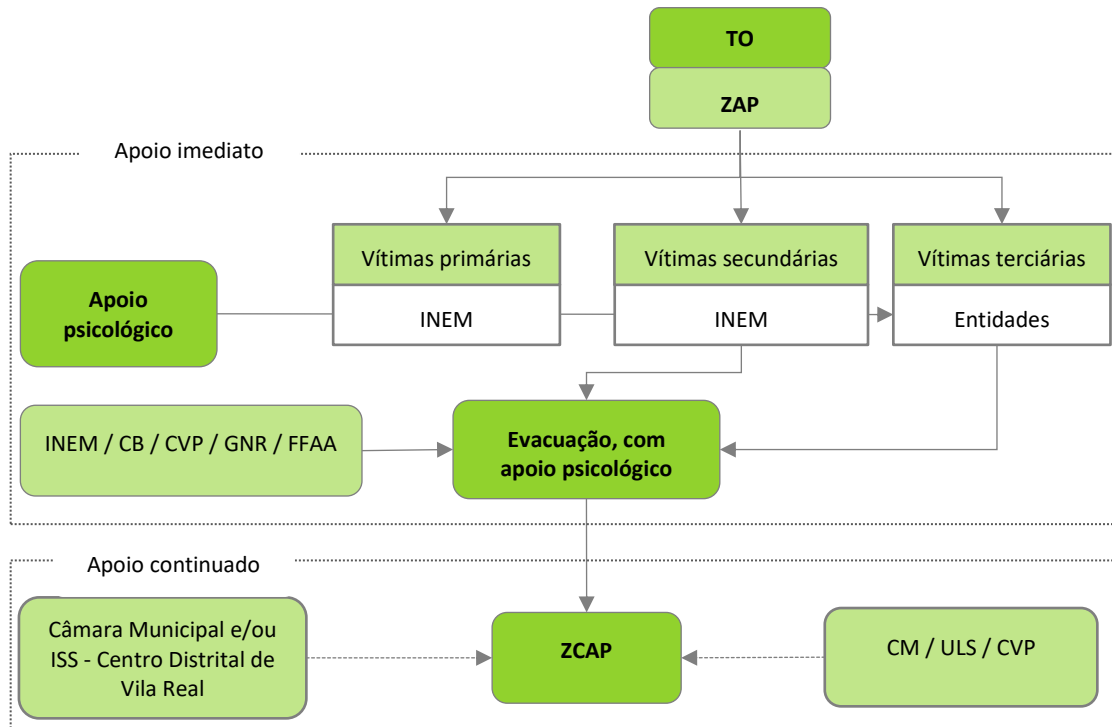 TO
ZAP
Apoio imediato
Vítimas primárias
INEM
Vítimas secundárias
INEM
Vítimas terciárias
Entidades
Apoio
psicológico
INEM / CB / CVP / GNR / FFAA
Evacuação, com
apoio psicológico
Apoio continuado
Câmara Municipal e/ou
ISS - Centro Distrital de
Vila Real
ZCAP
CM / ULS / CVP